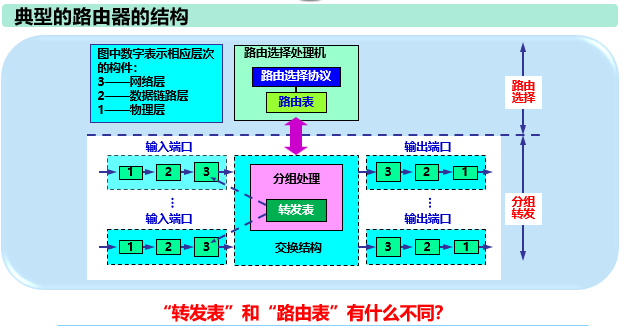 典型的路由器的结构
图中数字表示相应层次
的构件：
3——网络层
2——数据链路层
1——物理层
路由选择处理机
路由选择协议
路由表
路由
选择
输入端口
1 2 3
…
输入端口
1 2 3
分组处理
转发表
交换结构
输出端口
3 2 1
…
输出端口
3 2 1
分组
转发
“转发表”和“路由表”有什么不同？